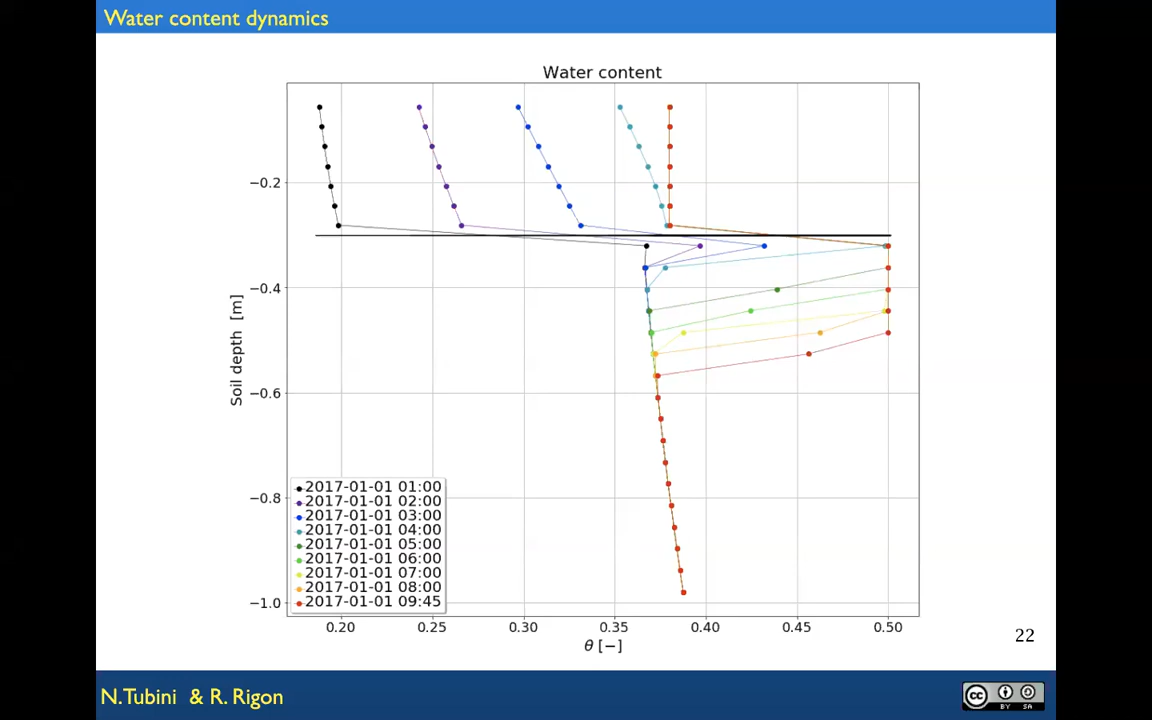 Water content dynamics
Water content
−0.2
−0.4
−0.6
−0.8
−1.0
Soil depth [m]
2017-01-01 01:00
2017-01-01 02:00
2017-01-01 03:00
2017-01-01 04:00
2017-01-01 05:00
2017-01-01 06:00
2017-01-01 07:00
2017-01-01 08:00
2017-01-01 09:45
0.20 0.25 0.30 0.35 0.40 0.45 0.50
θ [−]
22
N.Tubini & R. Rigon
cc BY SA